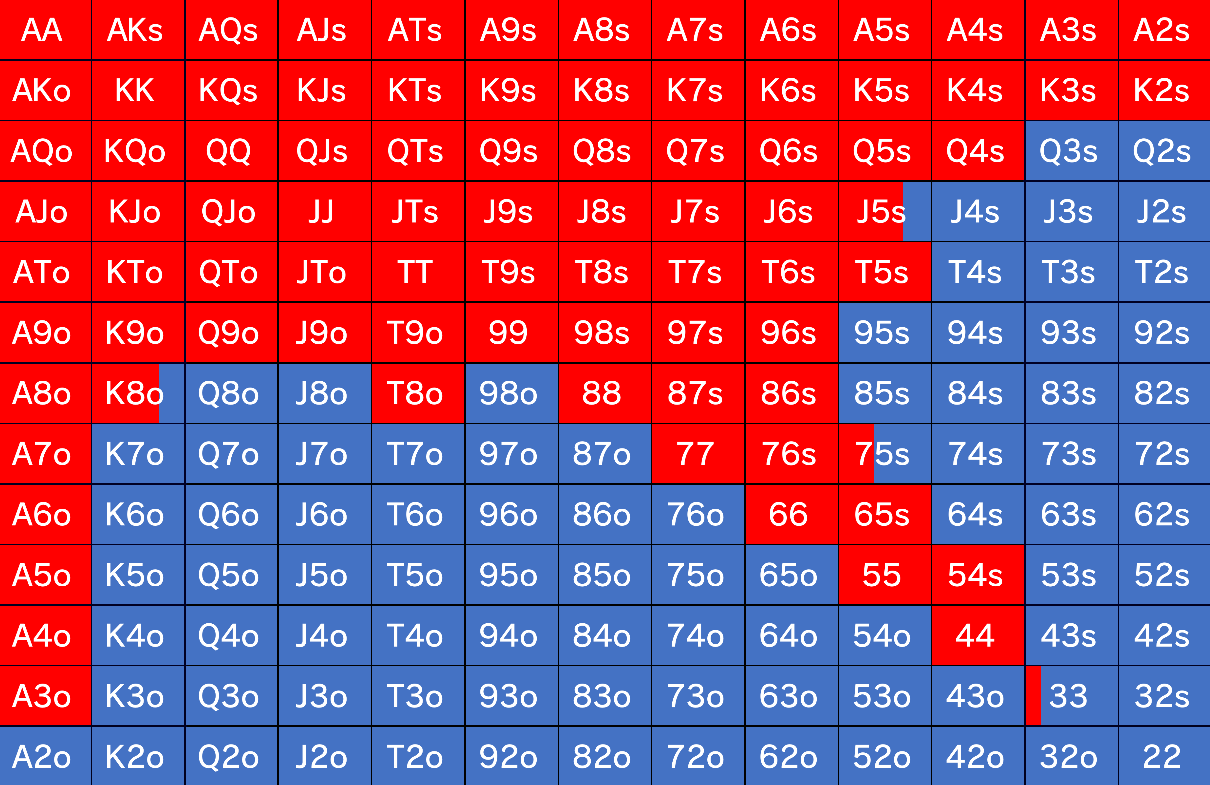 AA AKs AQs AJs ATs A9s A8s A7s A6s A5s A4s A3s A2s
AKo KK KQs KJs KTs K9s K8s K7s K6s K5s K4s K3s K2s
AQo KQo QQ QJs QTs Q9s Q8s Q7s Q6s Q5s Q4s Q3s Q2s
AJo KJo QJo JJ JTs J9s J8s J7s J6s J5s J4s J3s J2s
ATo KTo QTo JTo TT T9s T8s T7s T6s T5s T4s T3s T2s
A9o K9o Q9o J9o T9o 99 98s 97s 96s 95s 94s 93s 92s
A8o K8o Q8o J8o T8o 98o 88 87s 86s 85s 84s 83s 82s
A7o K7o Q7o J7o T7o 97o 87o 77 76s 75s 74s 73s 72s
A6o K6o Q6o J6o T6o 96o 86o 76o 66 65s 64s 63s 62s
A5o K5o Q5o J5o T5o 95o 85o 75o 65o 55 54s 53s 52s
A4o K4o Q4o J4o T4o 94o 84o 74o 64o 54o 44 43s 42s
A3o K3o Q3o J3o T3o 93o 83o 73o 63o 53o 43o 33 32s
A2o K2o Q2o J2o T2o 92o 82o 72o 62o 52o 42o 32o 22